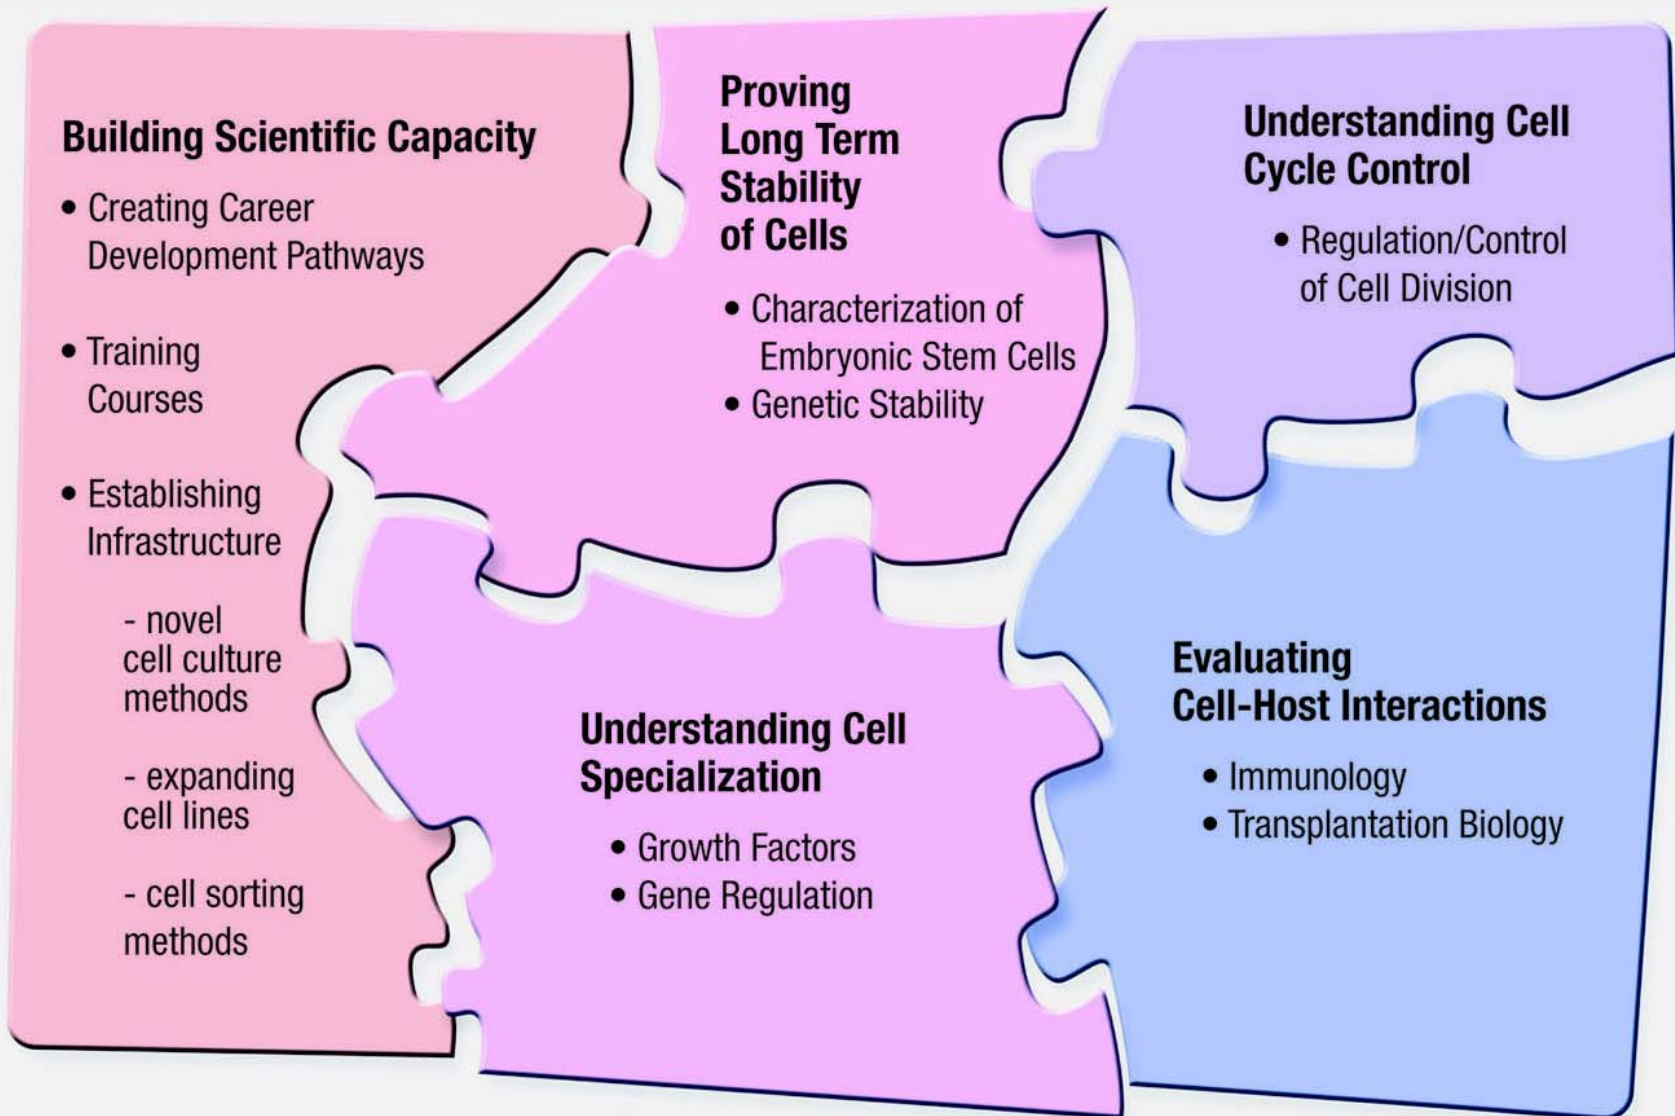 Building Scientific Capacity
• Creating Career
Development Pathways
• Training
Courses
• Establishing
Infrastructure
- novel
cell culture
methods
- expanding
cell lines
- cell sorting
methods
Proving
Long Term
Stability
of Cells
• Characterization of
Embryonic Stem Cells
• Genetic Stability
Understanding Cell
Cycle Control
• Regulation/Control
of Cell Division
Understanding Cell
Specialization
• Growth Factors
• Gene Regulation
Evaluating
Cell-Host Interactions
• Immunology
• Transplantation Biology